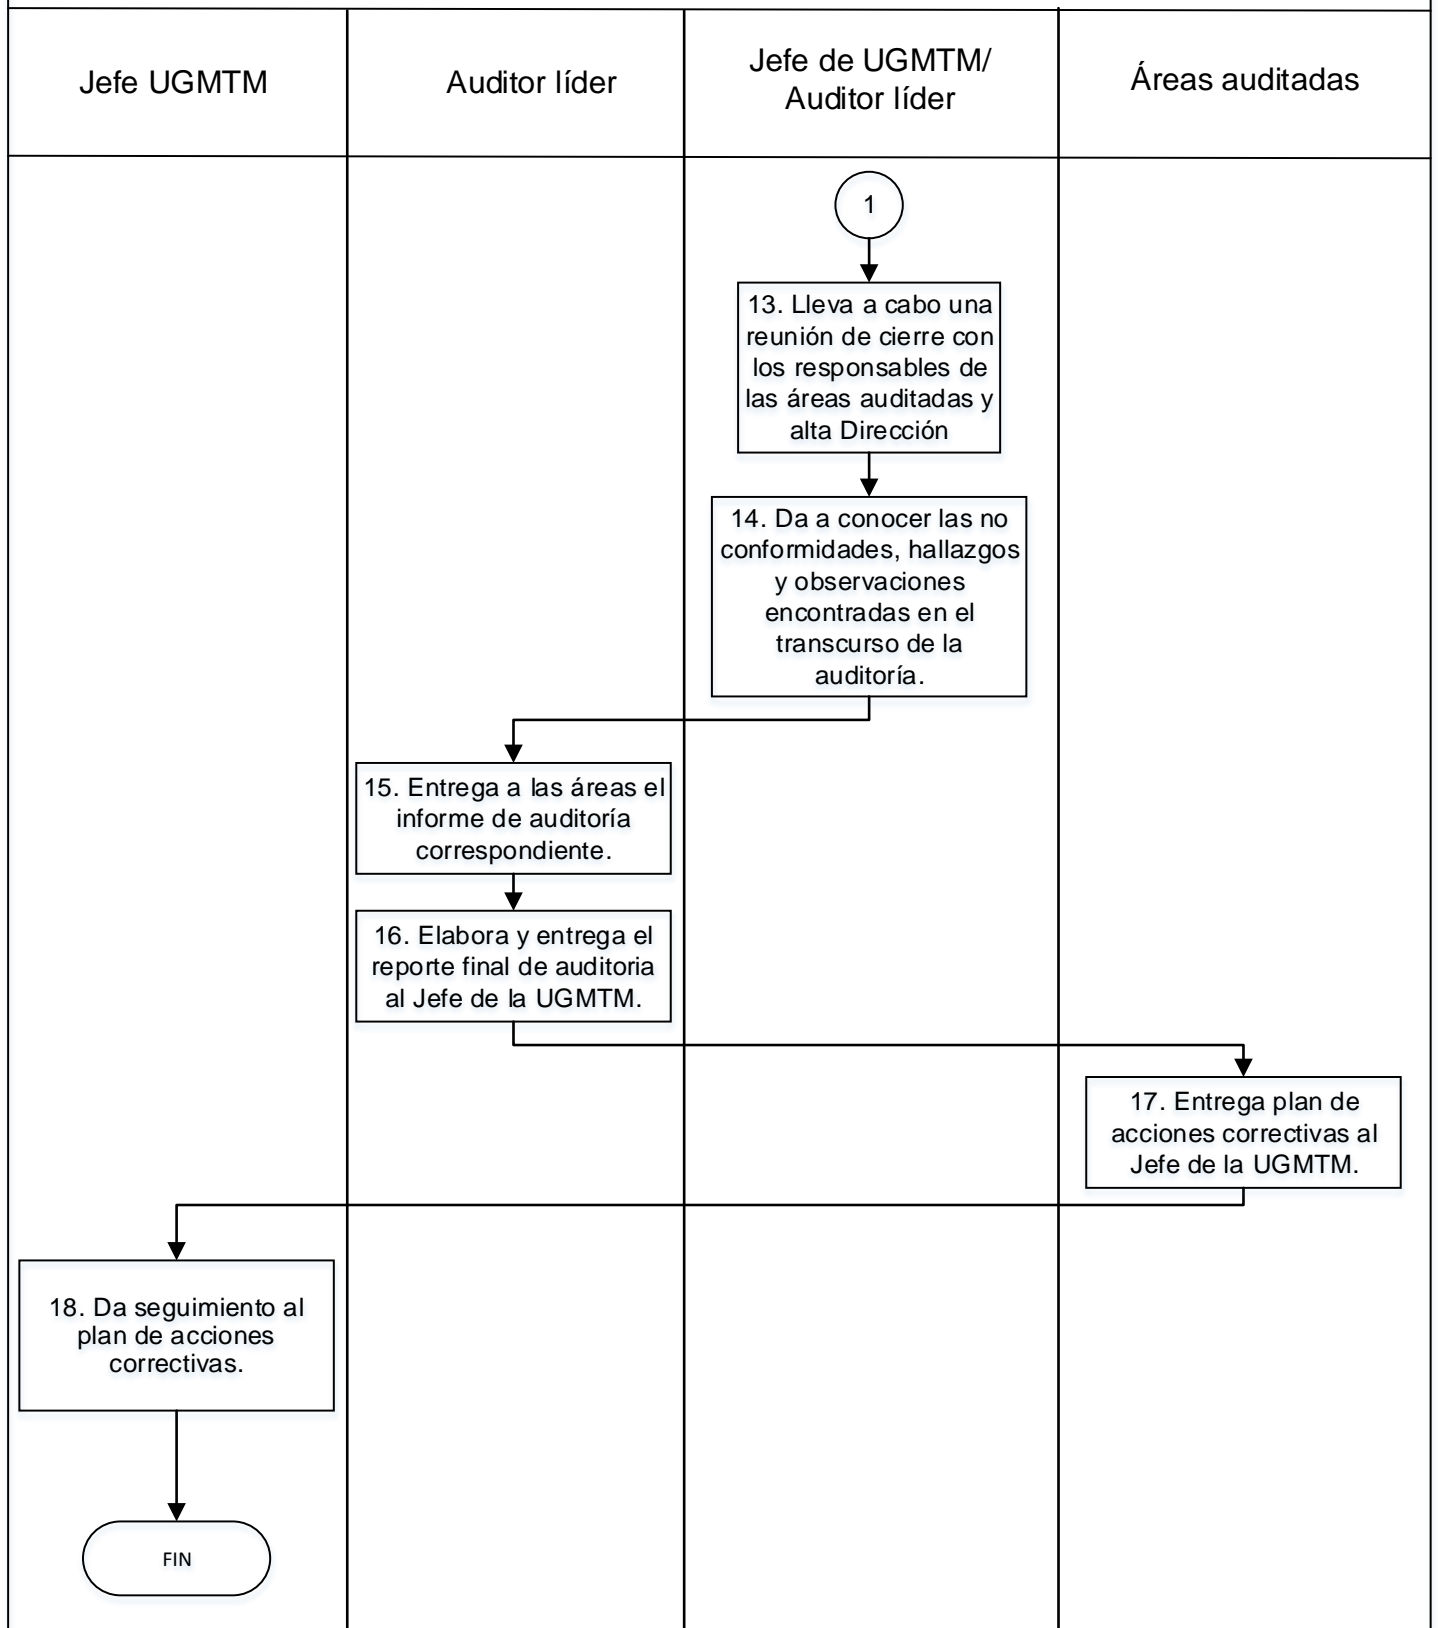 Jefe UGMTM
Auditor líder
Jefe de UGMTM/
Auditor líder
Áreas auditadas
1
13. Lleva a cabo una
reunión de cierre con
los responsables de
las áreas auditadas y
alta Dirección
14. Da a conocer las no
conformidades, hallazgos
y observaciones
encontradas en el
transcurso de la
auditoría.
15. Entrega a las áreas el
informe de auditoría
correspondiente.
16. Elabora y entrega el
reporte final de auditoria
al Jefe de la UGMTM.
17. Entrega plan de
acciones correctivas al
Jefe de la UGMTM.
18. Da seguimiento al
plan de acciones
correctivas.
FIN